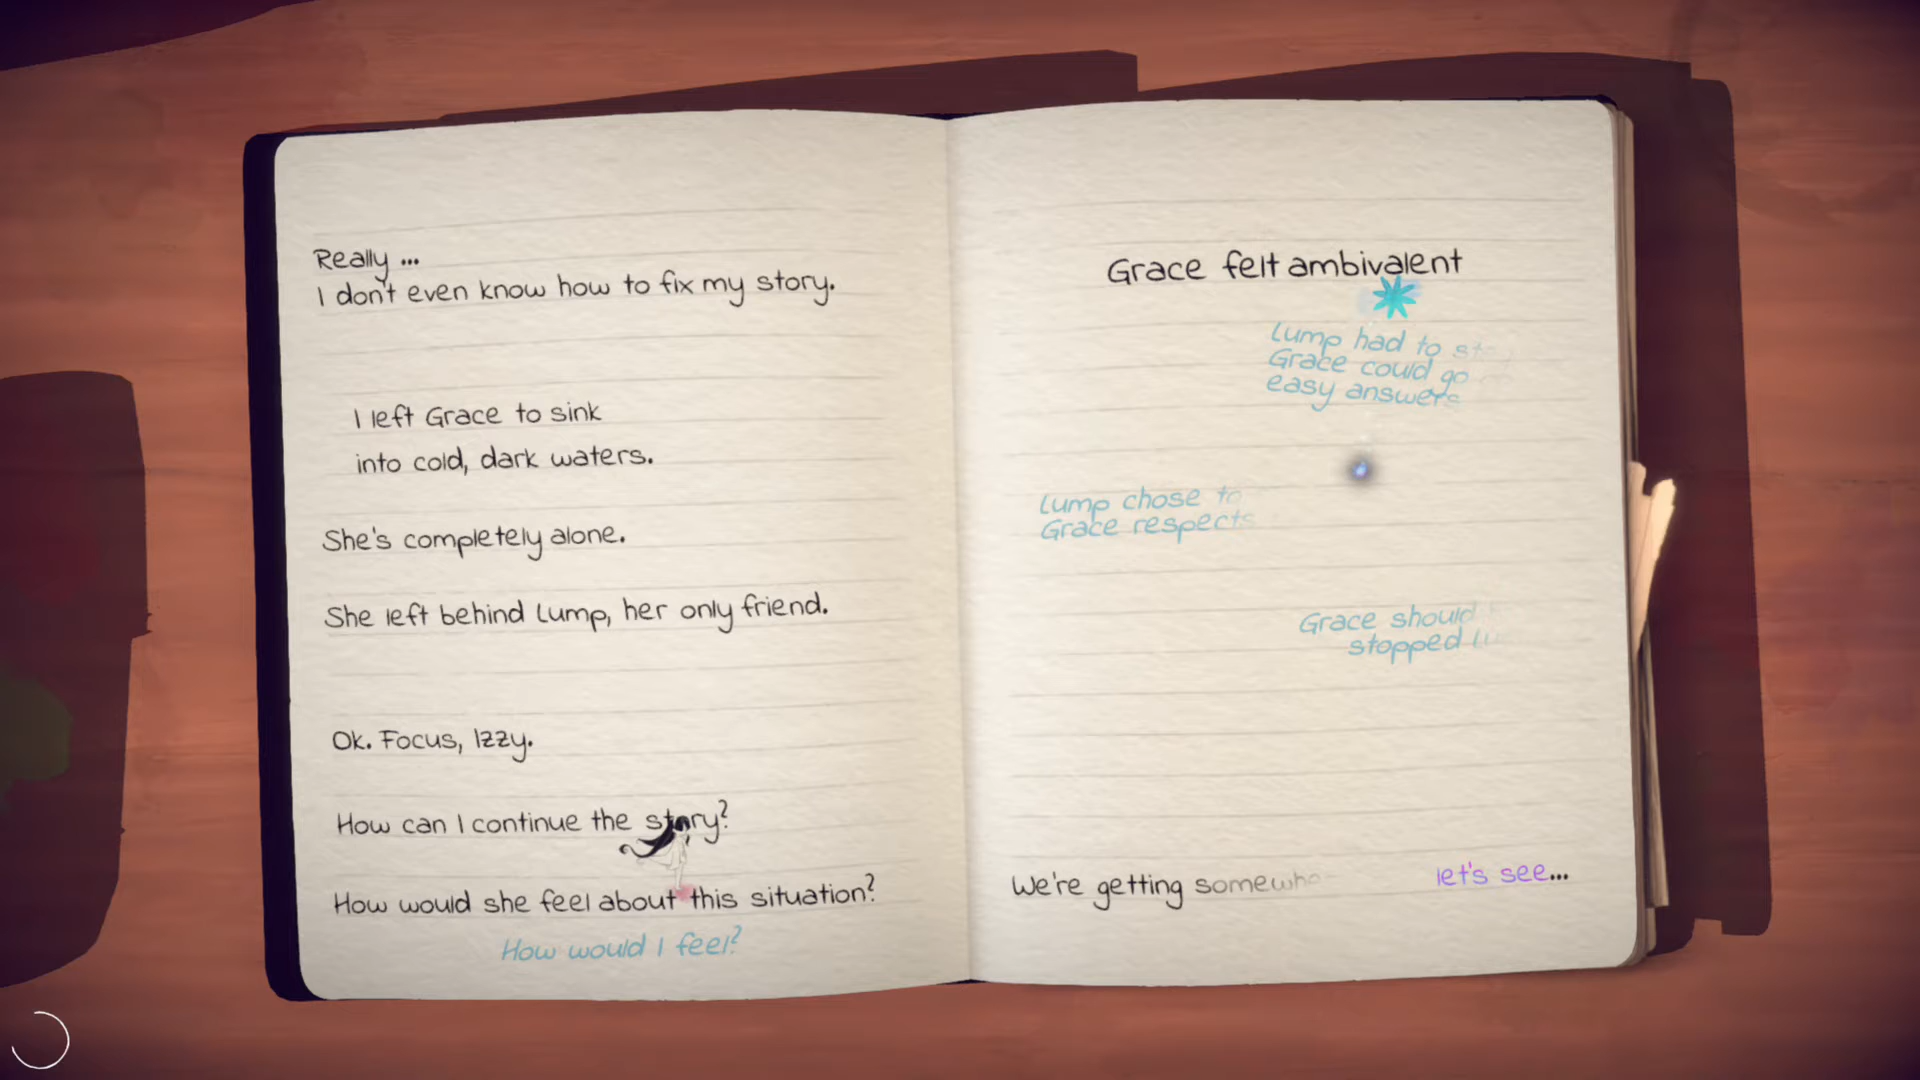 Really ...
I don't even know how to fix my story.
I left Grace to sink
into cold, dark waters.
She's completely alone.
She left behind Lump, her only friend.
Ok. Focus, Izzy.
How can I continue the story?
How would she feel about this situation?
How would I feel?
Grace felt ambivalent
Lump had to
Grace could go
easy answers
Lump chose to
Grace respects
Grace should
stopped
We're getting
let's see...